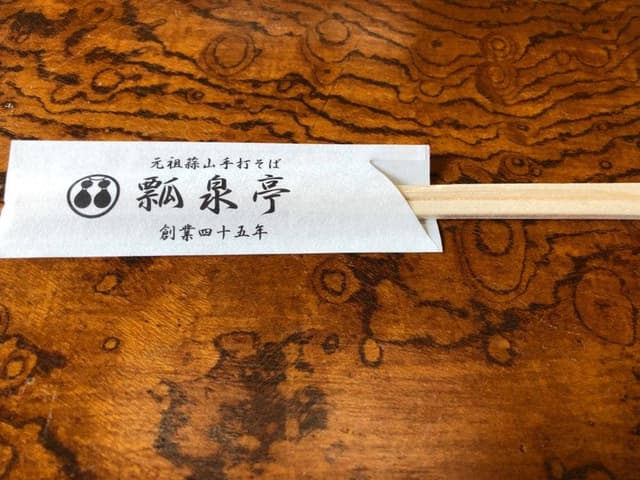 元祖篠山手打そば
瓢泉亭
創業四十五年